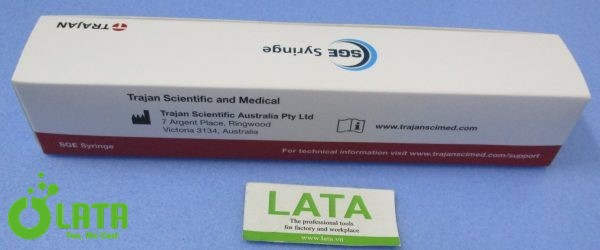 TRAJAN
SGE Syringe
Trajan Scientific and Medical
Trajan Scientific Australia Pty Ltd
7 Argent Place, Ringwood
Victoria 3134, Australia
www.trajanscimed.com
SGE Syringe
For technical information visit www.trajanscimed.com/support
LATA
LATA
The professional tools
for factory and workplace
www.lata.vn